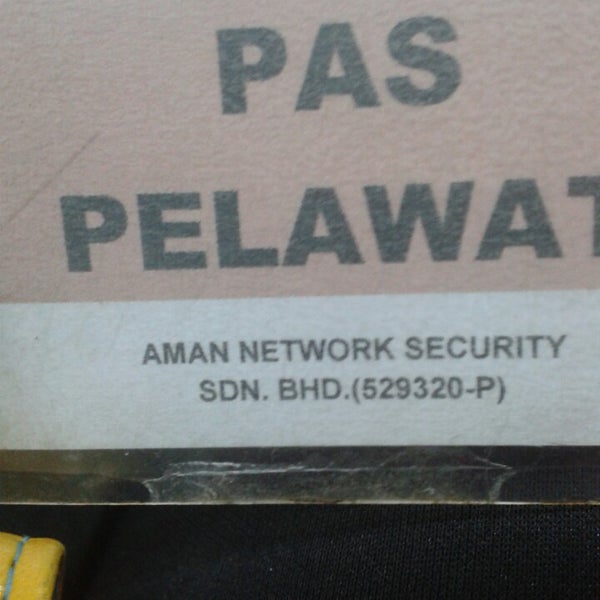 PAS
PELAWAT
AMAN NETWORK SECURITY
SDN. BHD.(529320-P)